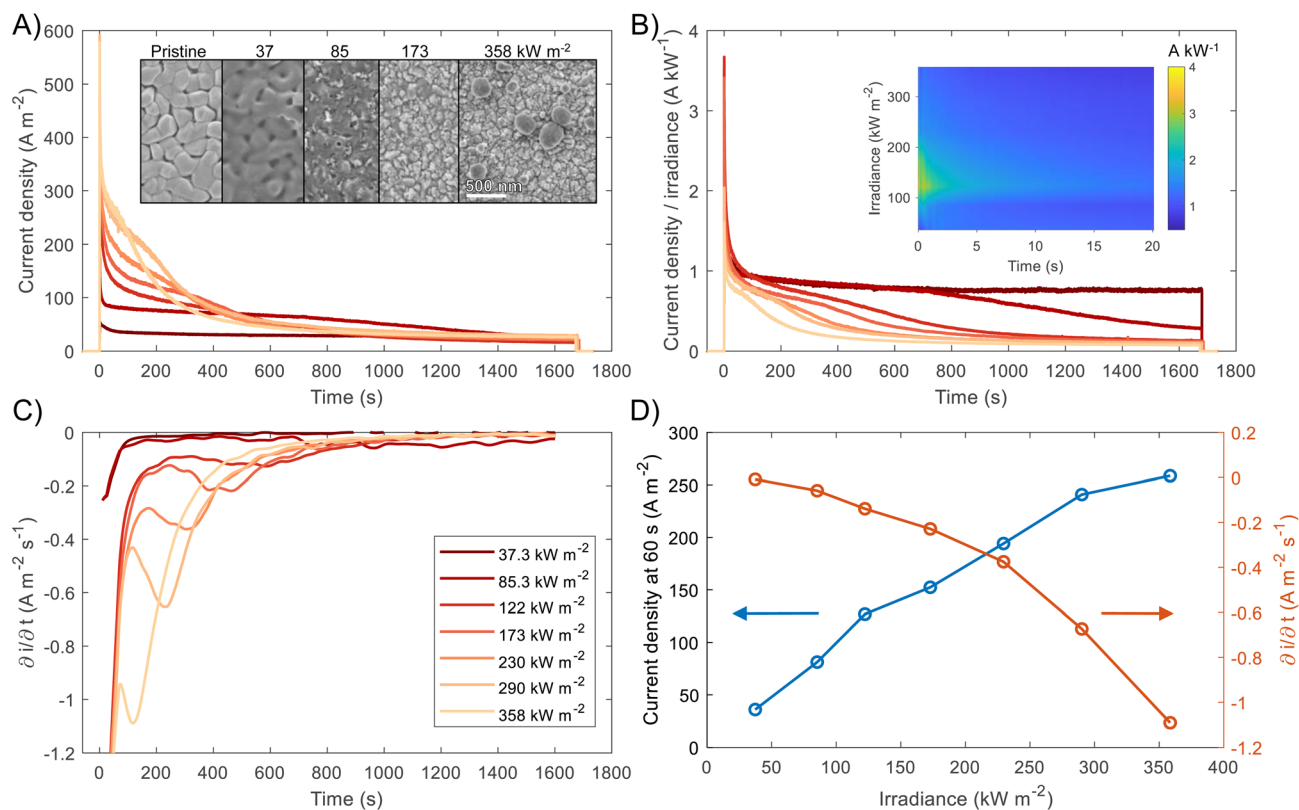 A)
Pristine 37 85 173 358 kW m-2
500 nm
600
500
400
300
200
100
0
Current density (A m-2)
0 200 400 600 800 1000 1200 1400 1600 1800
Time (s)
B)
4
3
2
1
0
Current density / irradiance (A kW-1)
0 200 400 600 800 1000 1200 1400 1600 1800
Time (s)
A kW-1
4
3
2
1
300
200
100
Irradiance (kW m-2)
0 5 10 15 20
Time (s)
C)
0
-0.2
-0.4
-0.6
-0.8
-1
-1.2
∂ i/∂ t (A m-2 s-1)
0 200 400 600 800 1000 1200 1400 1600 1800
Time (s)
37.3 kW m-2
85.3 kW m-2
122 kW m-2
173 kW m-2
230 kW m-2
290 kW m-2
358 kW m-2
D)
300
250
200
150
100
50
0
Current density at 60 s (A m-2)
0 50 100 150 200 250 300 350 400
Irradiance (kW m-2)
0.2
0
-0.2
-0.4
-0.6
-0.8
-1
-1.2
∂ i/∂ t (A m-2 s-1)